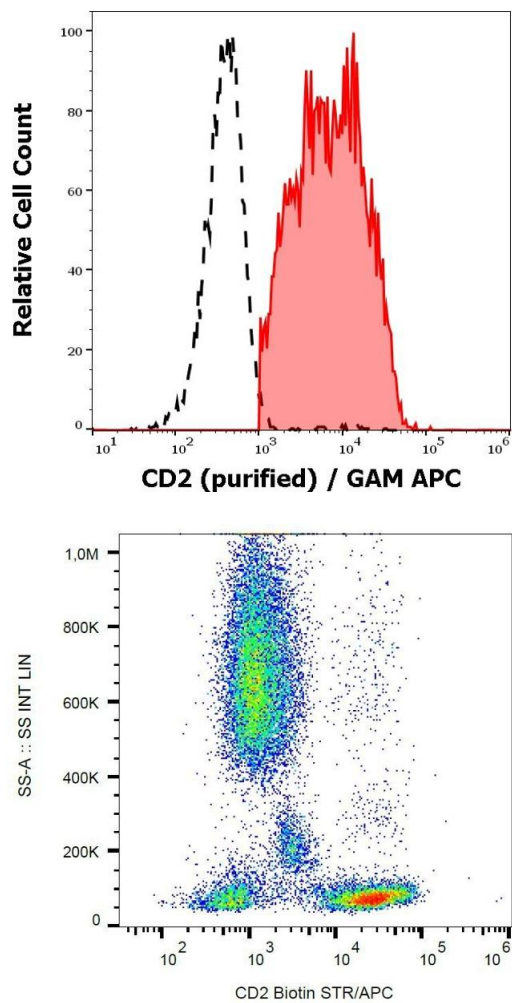 100
80
60
40
20
0
Relative Cell Count
10¹ 10² 10³ 10⁴ 10⁵ 10⁶
CD2 (purified) / GAM APC
1,0M
800K
600K
400K
200K
0
SS-A :: SS INT LIN
10² 10³ 10⁴ 10⁵ 10⁶
CD2 Biotin STR/APC